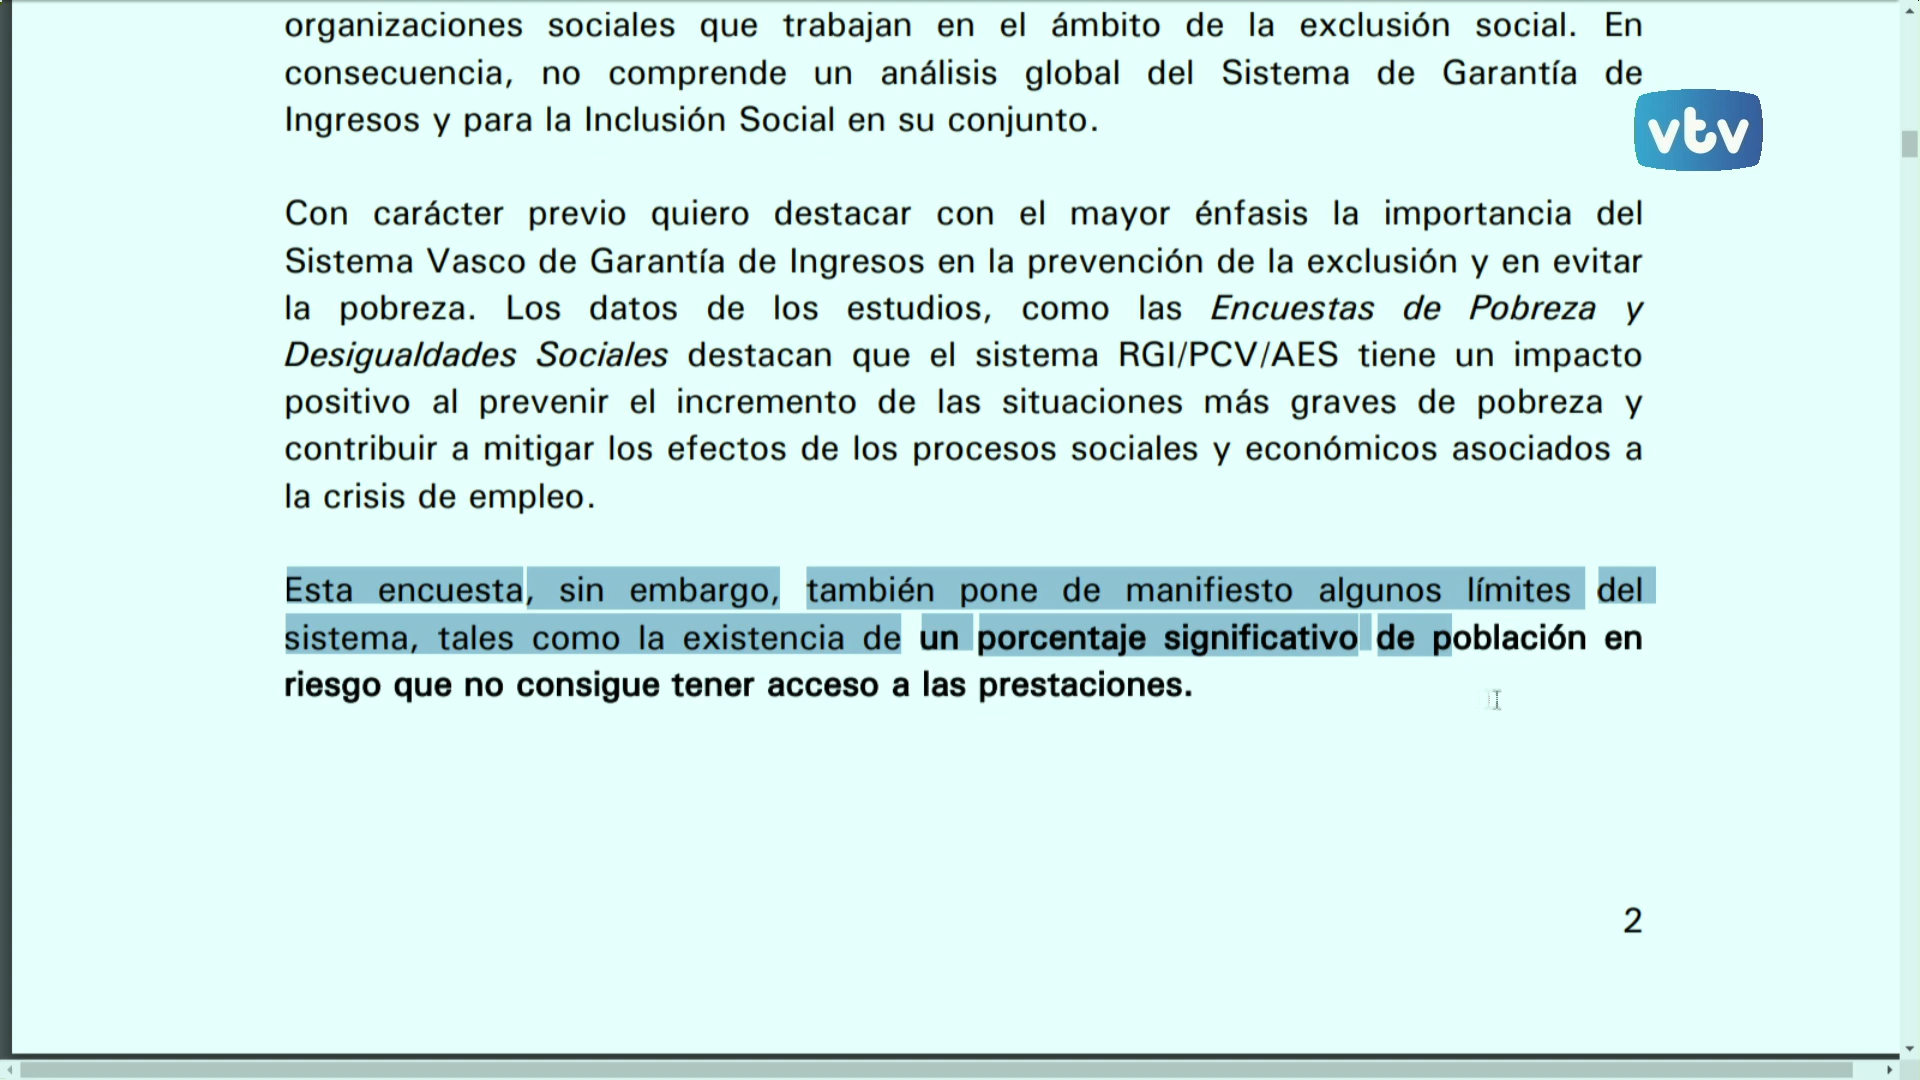 organizaciones sociales que trabajan en el ámbito de la exclusión social. En
consecuencia, no comprende un análisis global del Sistema de Garantía de
Ingresos y para la Inclusión Social en su conjunto.
vtv
Con carácter previo quiero destacar con el mayor énfasis la importancia del
Sistema Vasco de Garantía de Ingresos en la prevención de la exclusión y en evitar
la pobreza. Los datos de los estudios, como las Encuestas de Pobreza y
Desigualdades Sociales destacan que el sistema RGI/PCV/AES tiene un impacto
positivo al prevenir el incremento de las situaciones más graves de pobreza y
contribuir a mitigar los efectos de los procesos sociales y económicos asociados a
la crisis de empleo.
Esta encuesta, sin embargo, también pone de manifiesto algunos límites del
sistema, tales como la existencia de un porcentaje significativo de población en
riesgo que no consigue tener acceso a las prestaciones.
2